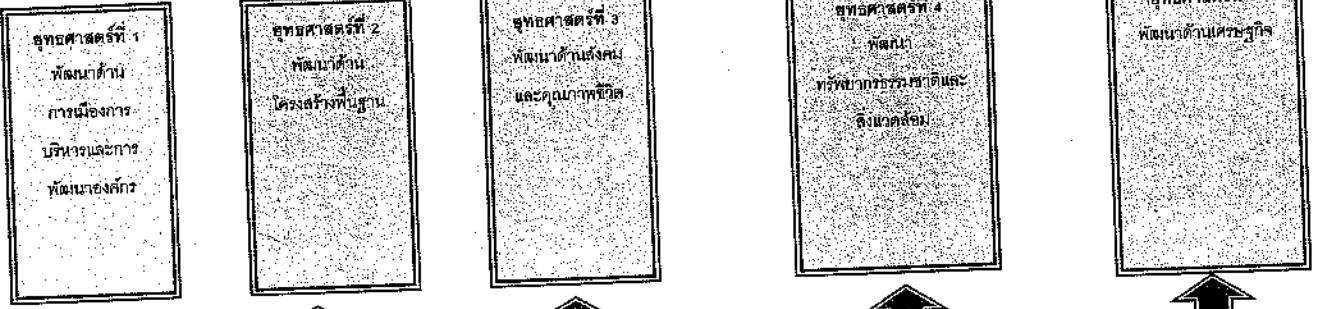 ยุทธศาสตร์ที่ 1
พัฒนาด้าน
การเมืองการ
บริหารและการ
พัฒนาองค์กร
ยุทธศาสตร์ที่ 2
พัฒนาด้าน
โครงสร้างพื้นฐาน
ยุทธศาสตร์ที่ 3
พัฒนาด้านสังคม
และคุณภาพชีวิต
ยุทธศาสตร์ที่ 4
พัฒนา
ทรัพยากรธรรมชาติและ
สิ่งแวดล้อม
พัฒนาด้านเศรษฐกิจ